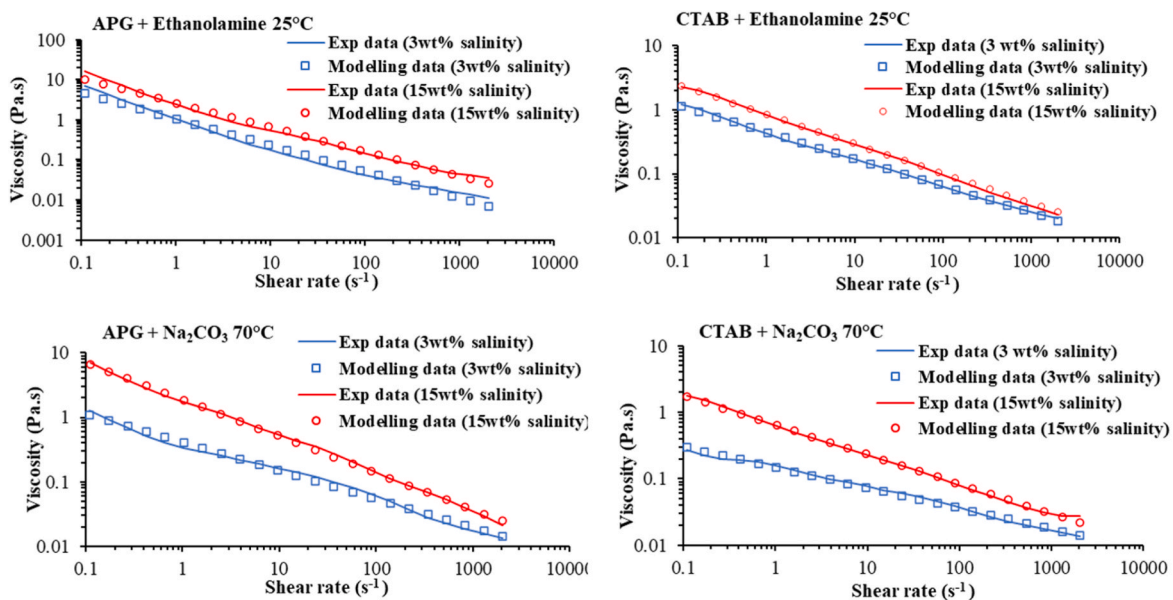 APG + Ethanolamine 25°C
Exp data (3wt% salinity)
Modelling data (3wt% salinity)
Exp data (15wt% salinity)
Modelling data (15wt% salinity)
Viscosity (Pa.s)
100
10
1
0.1
0.01
0.001
0.1 1 10 100 1000 10000
Shear rate (s⁻¹)
CTAB + Ethanolamine 25°C
Exp data (3 wt% salinity)
Modelling data (3wt% salinity)
Exp data (15wt% salinity)
Modelling data (15wt% salinity)
Viscosity (Pa.s)
10
1
0.1
0.01
0.1 1 10 100 1000 10000
Shear rate (s⁻¹)
APG + Na₂CO₃ 70°C
Exp data (3wt% salinity)
Modelling data (3wt% salinity)
Exp data (15wt% salinity)
Modelling data (15wt% salinity)
Viscosity (Pa.s)
10
1
0.1
0.01
0.1 1 10 100 1000 10000
Shear rate (s⁻¹)
CTAB + Na₂CO₃ 70°C
Exp data (3 wt% salinity)
Modelling data (3wt% salinity)
Exp data (15wt% salinity)
Modelling data (15wt% salinity)
Viscosity (Pa.s)
10
1
0.1
0.01
0.1 1 10 100 1000 10000
Shear rate (s⁻¹)